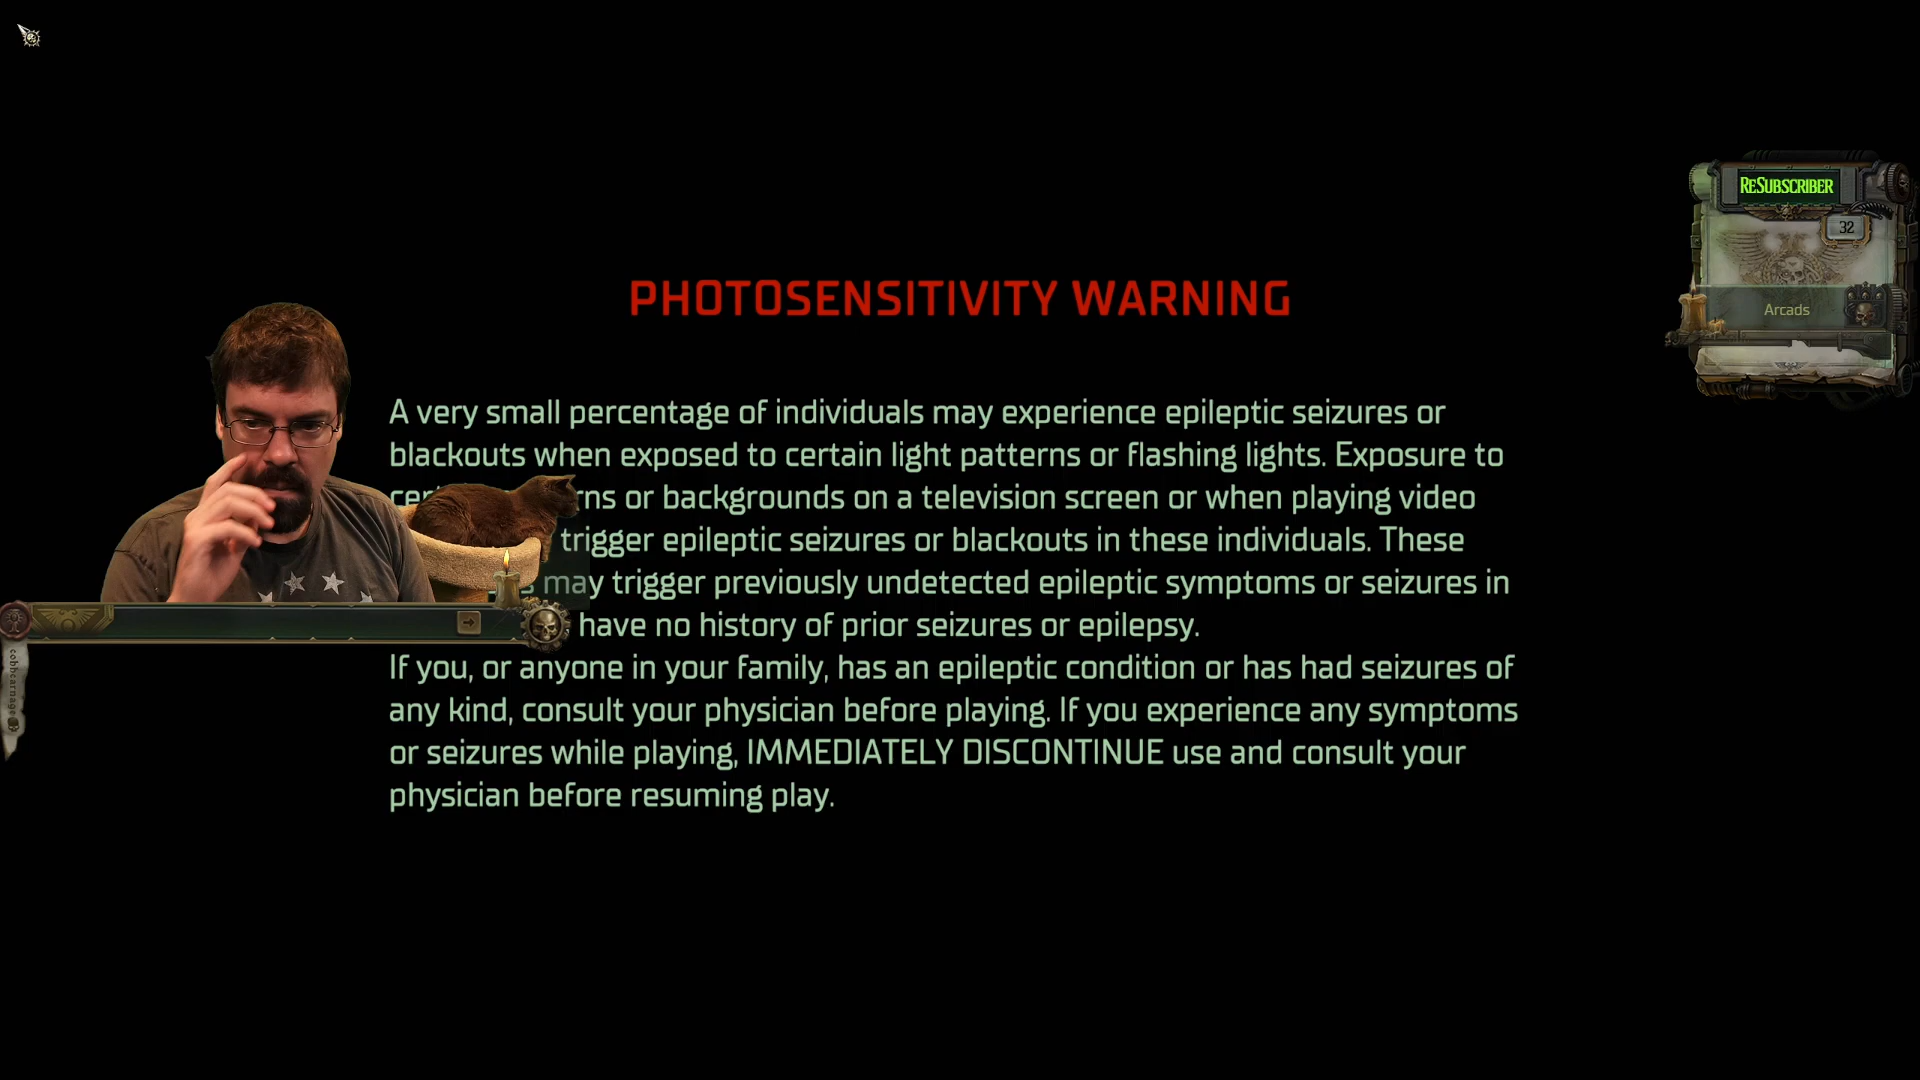 ReSubscriber
32
Arcads
PHOTOSENSITIVITY WARNING
A very small percentage of individuals may experience epileptic seizures or
blackouts when exposed to certain light patterns or flashing lights. Exposure to
or backgrounds on a television screen or when playing video
trigger epileptic seizures or blackouts in these individuals. These
may trigger previously undetected epileptic symptoms or seizures in
have no history of prior seizures or epilepsy.
If you, or anyone in your family, has an epileptic condition or has had seizures of
any kind, consult your physician before playing. If you experience any symptoms
or seizures while playing, IMMEDIATELY DISCONTINUE use and consult your
physician before resuming play.
cohhcarnage